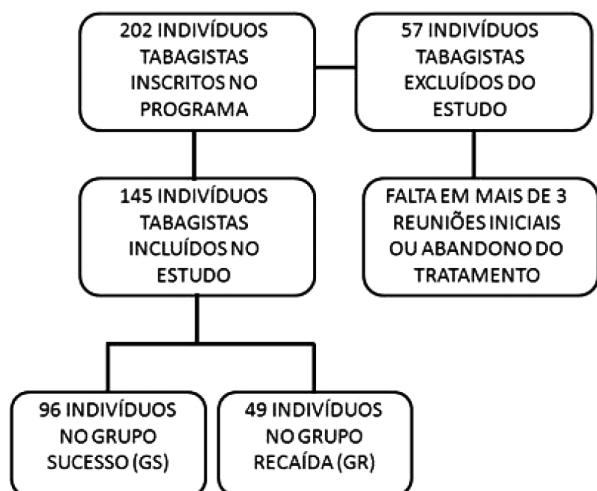 202 INDIVÍDUOS
TABAGISTAS
INSCRITOS NO
PROGRAMA
57 INDIVÍDUOS
TABAGISTAS
EXCLUÍDOS DO
ESTUDO
145 INDIVÍDUOS
TABAGISTAS
INCLUÍDOS NO
ESTUDO
FALTA EM MAIS DE 3
REUNIÕES INICIAIS
OU ABANDONO DO
TRATAMENTO
96 INDIVÍDUOS
NO GRUPO
SUCESSO (GS)
49 INDIVÍDUOS
NO GRUPO
RECAÍDA (GR)